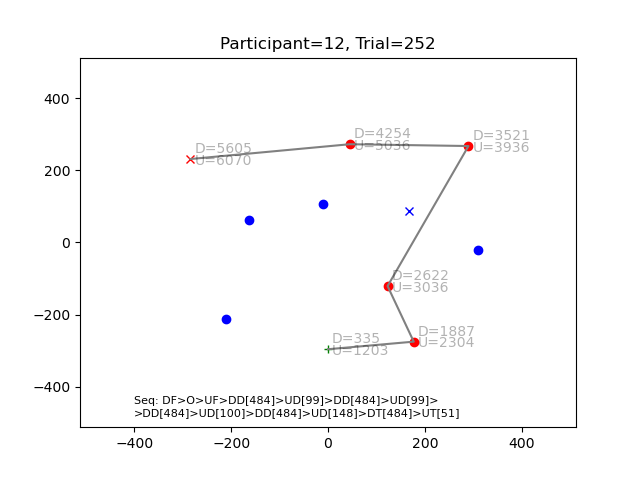 Participant=12, Trial=252
400
200
0
−200
−400
−400
−200
0
200
400
D=5605
U=6070
D=4254
U=5036
D=3521
U=3936
D=2622
U=3036
D=1887
U=2304
D=335
U=1203
Seq: DF>O>UF>DD[484]>UD[99]>DD[484]>UD[99]>
>DD[484]>UD[100]>DD[484]>UD[148]>DT[484]>UT[51]